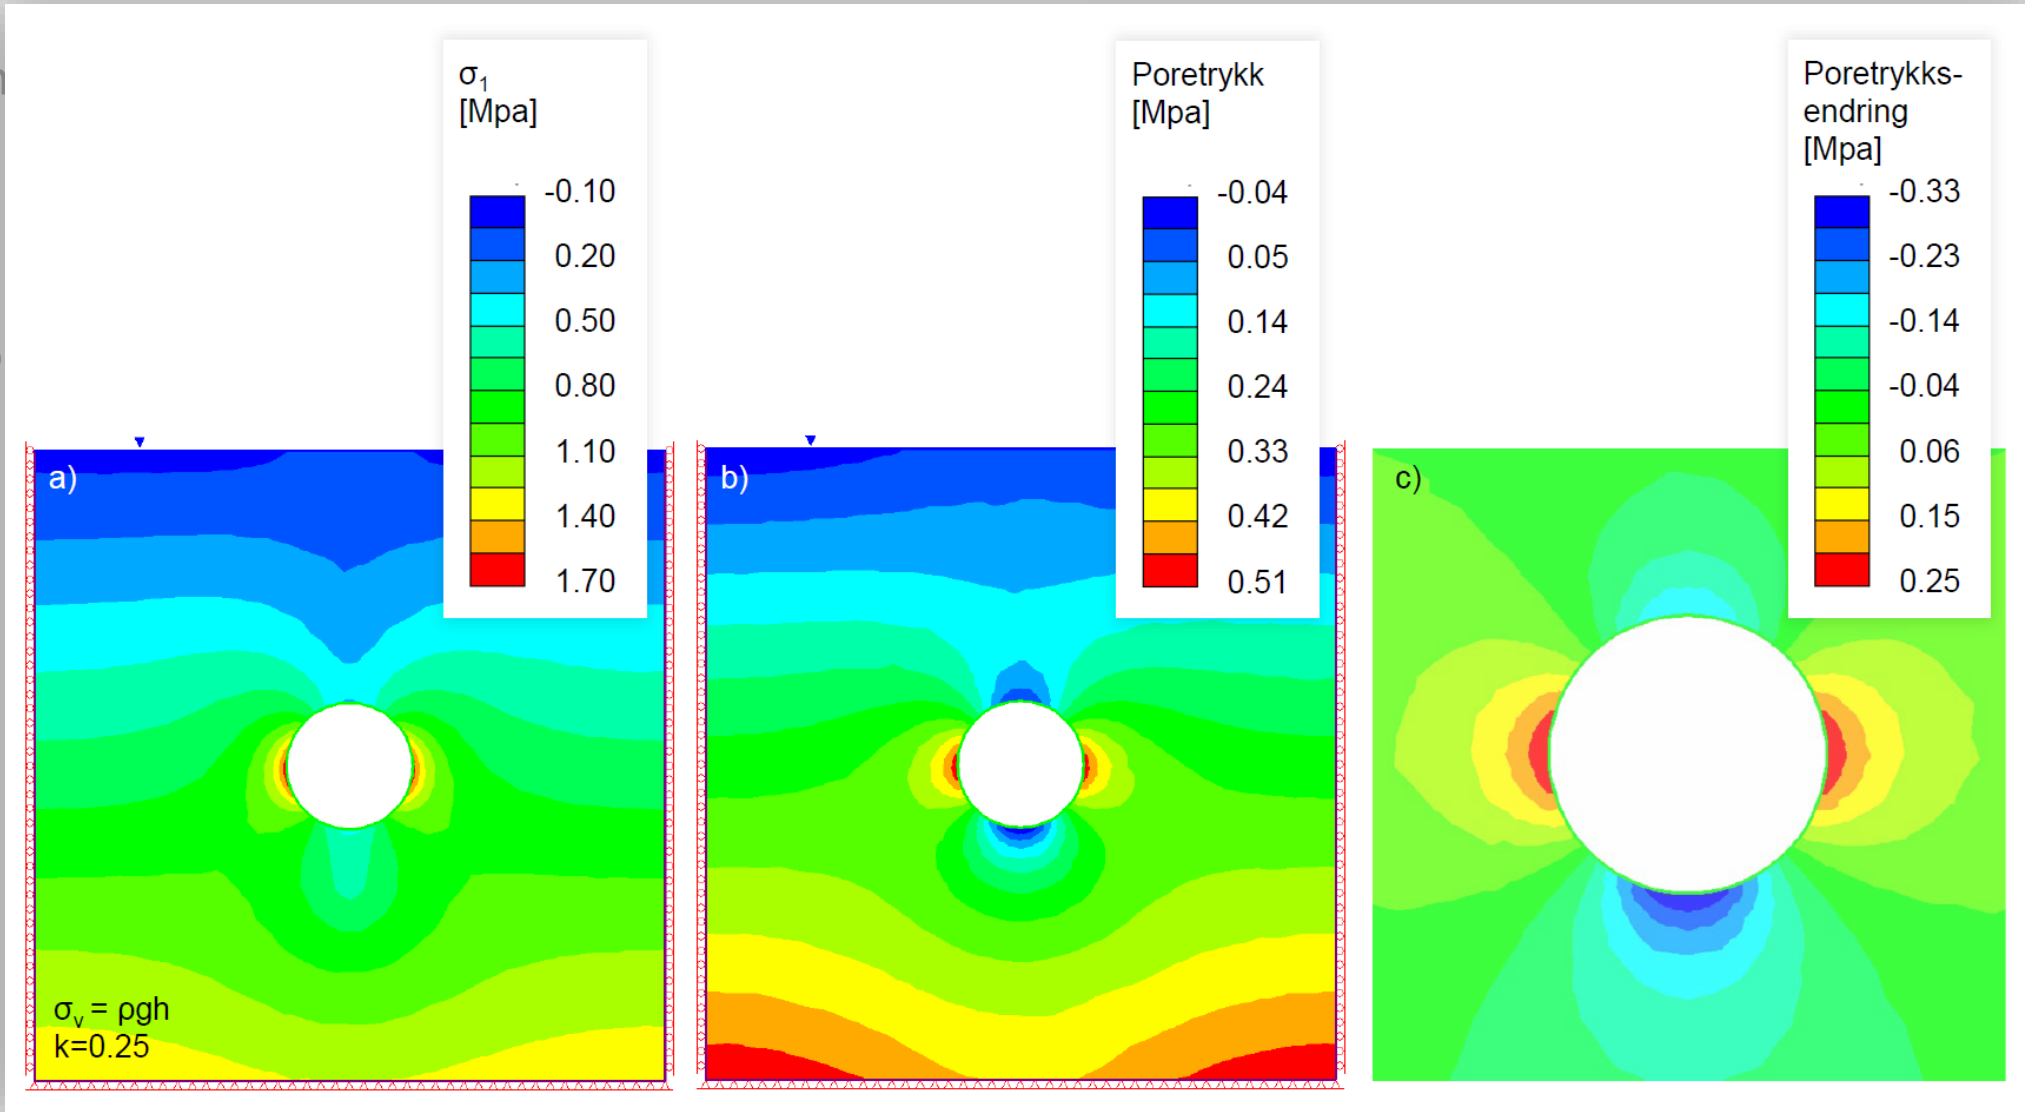 σ1
[Mpa]
-0.10
0.20
0.50
0.80
1.10
1.40
1.70
a)
σv = ρgh
k=0.25
Poretrykk
[Mpa]
-0.04
0.05
0.14
0.24
0.33
0.42
0.51
b)
Poretrykks-
endring
[Mpa]
-0.33
-0.23
-0.14
-0.04
0.06
0.15
0.25
c)